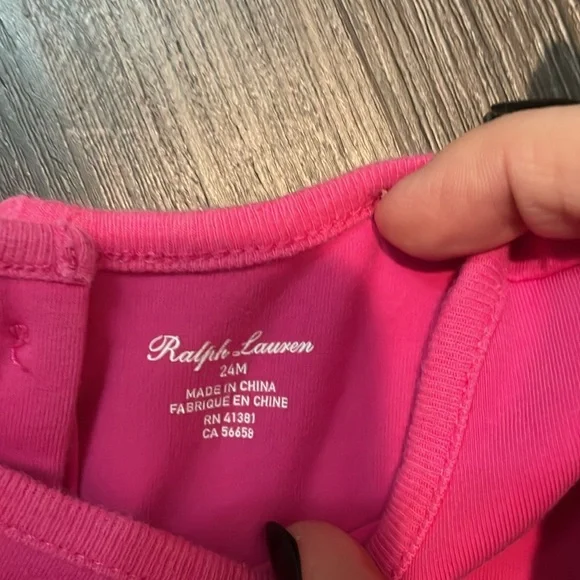 Ralph Lauren
24M
MADE IN CHINA
FABRIQUE EN CHINE
RN 41381
CA 56658